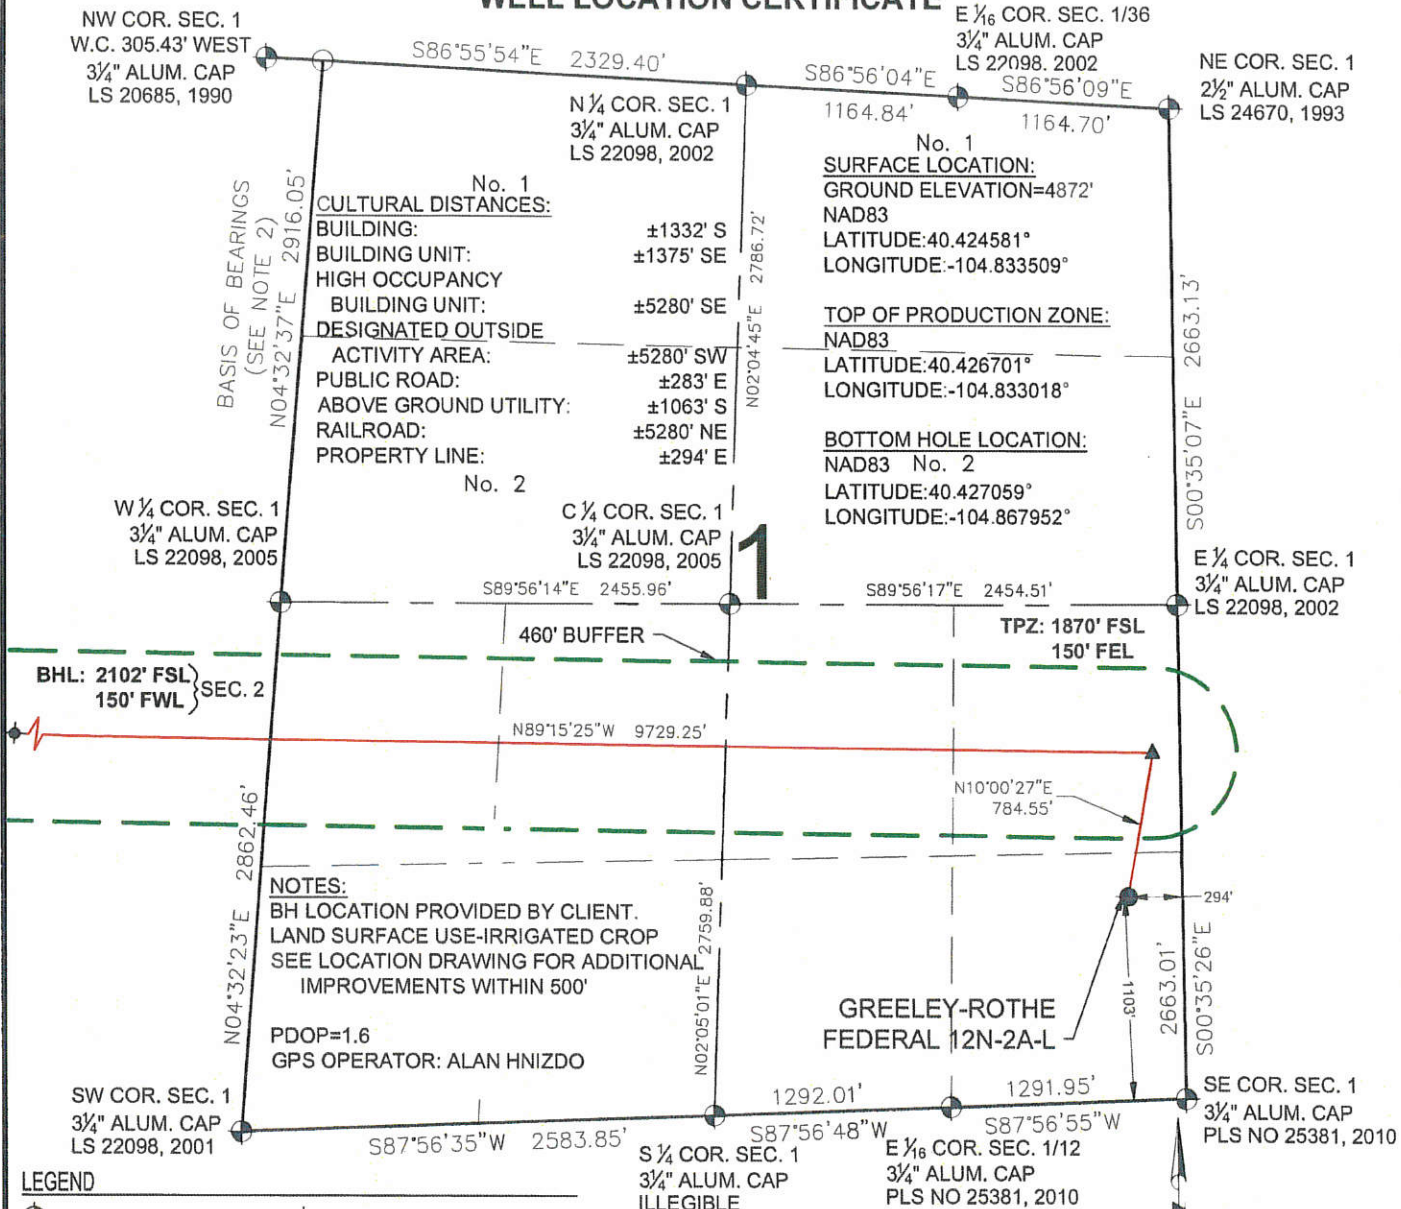 WELL LOCATION CERTIFICATE
NW COR. SEC. 1
W.C. 305.43' WEST
3¼" ALUM. CAP
LS 20685, 1990
S86°55'54"E 2329.40'
N ¼ COR. SEC. 1
3¼" ALUM. CAP
LS 22098, 2002
S86°56'04"E
1164.84'
E 1⁄16 COR. SEC. 1/36
3¼" ALUM. CAP
LS 22098. 2002
S86°56'09"E
1164.70'
NE COR. SEC. 1
2½" ALUM. CAP
LS 24670, 1993
BASIS OF BEARINGS
(SEE NOTE 2)
N04°32'37"E 2916.05'
No. 1
CULTURAL DISTANCES:
BUILDING: ±1332' S
BUILDING UNIT: ±1375' SE
HIGH OCCUPANCY
BUILDING UNIT: ±5280' SE
DESIGNATED OUTSIDE
ACTIVITY AREA: ±5280' SW
PUBLIC ROAD: ±283' E
ABOVE GROUND UTILITY: ±1063' S
RAILROAD: ±5280' NE
PROPERTY LINE: ±294' E
No. 2
N02°04'45"E 2786.72'
No. 1
SURFACE LOCATION:
GROUND ELEVATION=4872'
NAD83
LATITUDE:40.424581°
LONGITUDE:-104.833509°
TOP OF PRODUCTION ZONE:
NAD83
LATITUDE:40.426701°
LONGITUDE:-104.833018°
BOTTOM HOLE LOCATION:
NAD83 No. 2
LATITUDE:40.427059°
LONGITUDE:-104.867952°
S00°35'07"E 2663.13'
W ¼ COR. SEC. 1
3¼" ALUM. CAP
LS 22098, 2005
C ¼ COR. SEC. 1
3¼" ALUM. CAP
LS 22098, 2005
1
E ¼ COR. SEC. 1
3¼" ALUM. CAP
LS 22098, 2002
S89°56'14"E 2455.96'
S89°56'17"E 2454.51'
460' BUFFER
TPZ: 1870' FSL
150' FEL
BHL: 2102' FSL
150' FWL
SEC. 2
N89°15'25"W 9729.25'
N10°00'27"E
784.55'
N04°32'23"E 2862.46'
NOTES:
BH LOCATION PROVIDED BY CLIENT.
LAND SURFACE USE-IRRIGATED CROP
SEE LOCATION DRAWING FOR ADDITIONAL
IMPROVEMENTS WITHIN 500'
PDOP=1.6
GPS OPERATOR: ALAN HNIZDO
N02°05'01"E 2759.88'
294'
1103'
GREELEY-ROTHE
FEDERAL 12N-2A-L
2663.01'
S00°35'26"E
SW COR. SEC. 1
3¼" ALUM. CAP
LS 22098, 2001
S87°56'35"W 2583.85'
1292.01'
S87°56'48"W
1291.95'
S87°56'55"W
SE COR. SEC. 1
3¼" ALUM. CAP
PLS NO 25381, 2010
S ¼ COR. SEC. 1
3¼" ALUM. CAP
ILLEGIBLE
E 1⁄16 COR. SEC. 1/12
3¼" ALUM. CAP
PLS NO 25381, 2010
LEGEND